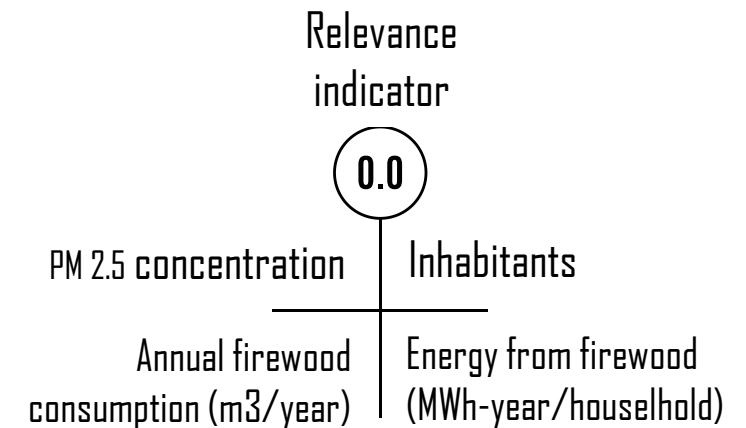 Relevance
indicator
0.0
PM 2.5 concentration
Inhabitants
Annual firewood
consumption (m3/year)
Energy from firewood
(MWh-year/houselhold)